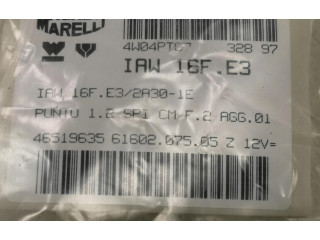 MARELLI
4W04PT07 328 97
IAW 16F.E3
IAW 16F.E3/2A30-1E
PUNTO 1.2 SPi CM F.2 AGG.01
46519635 61602.075.05 Z 12V=